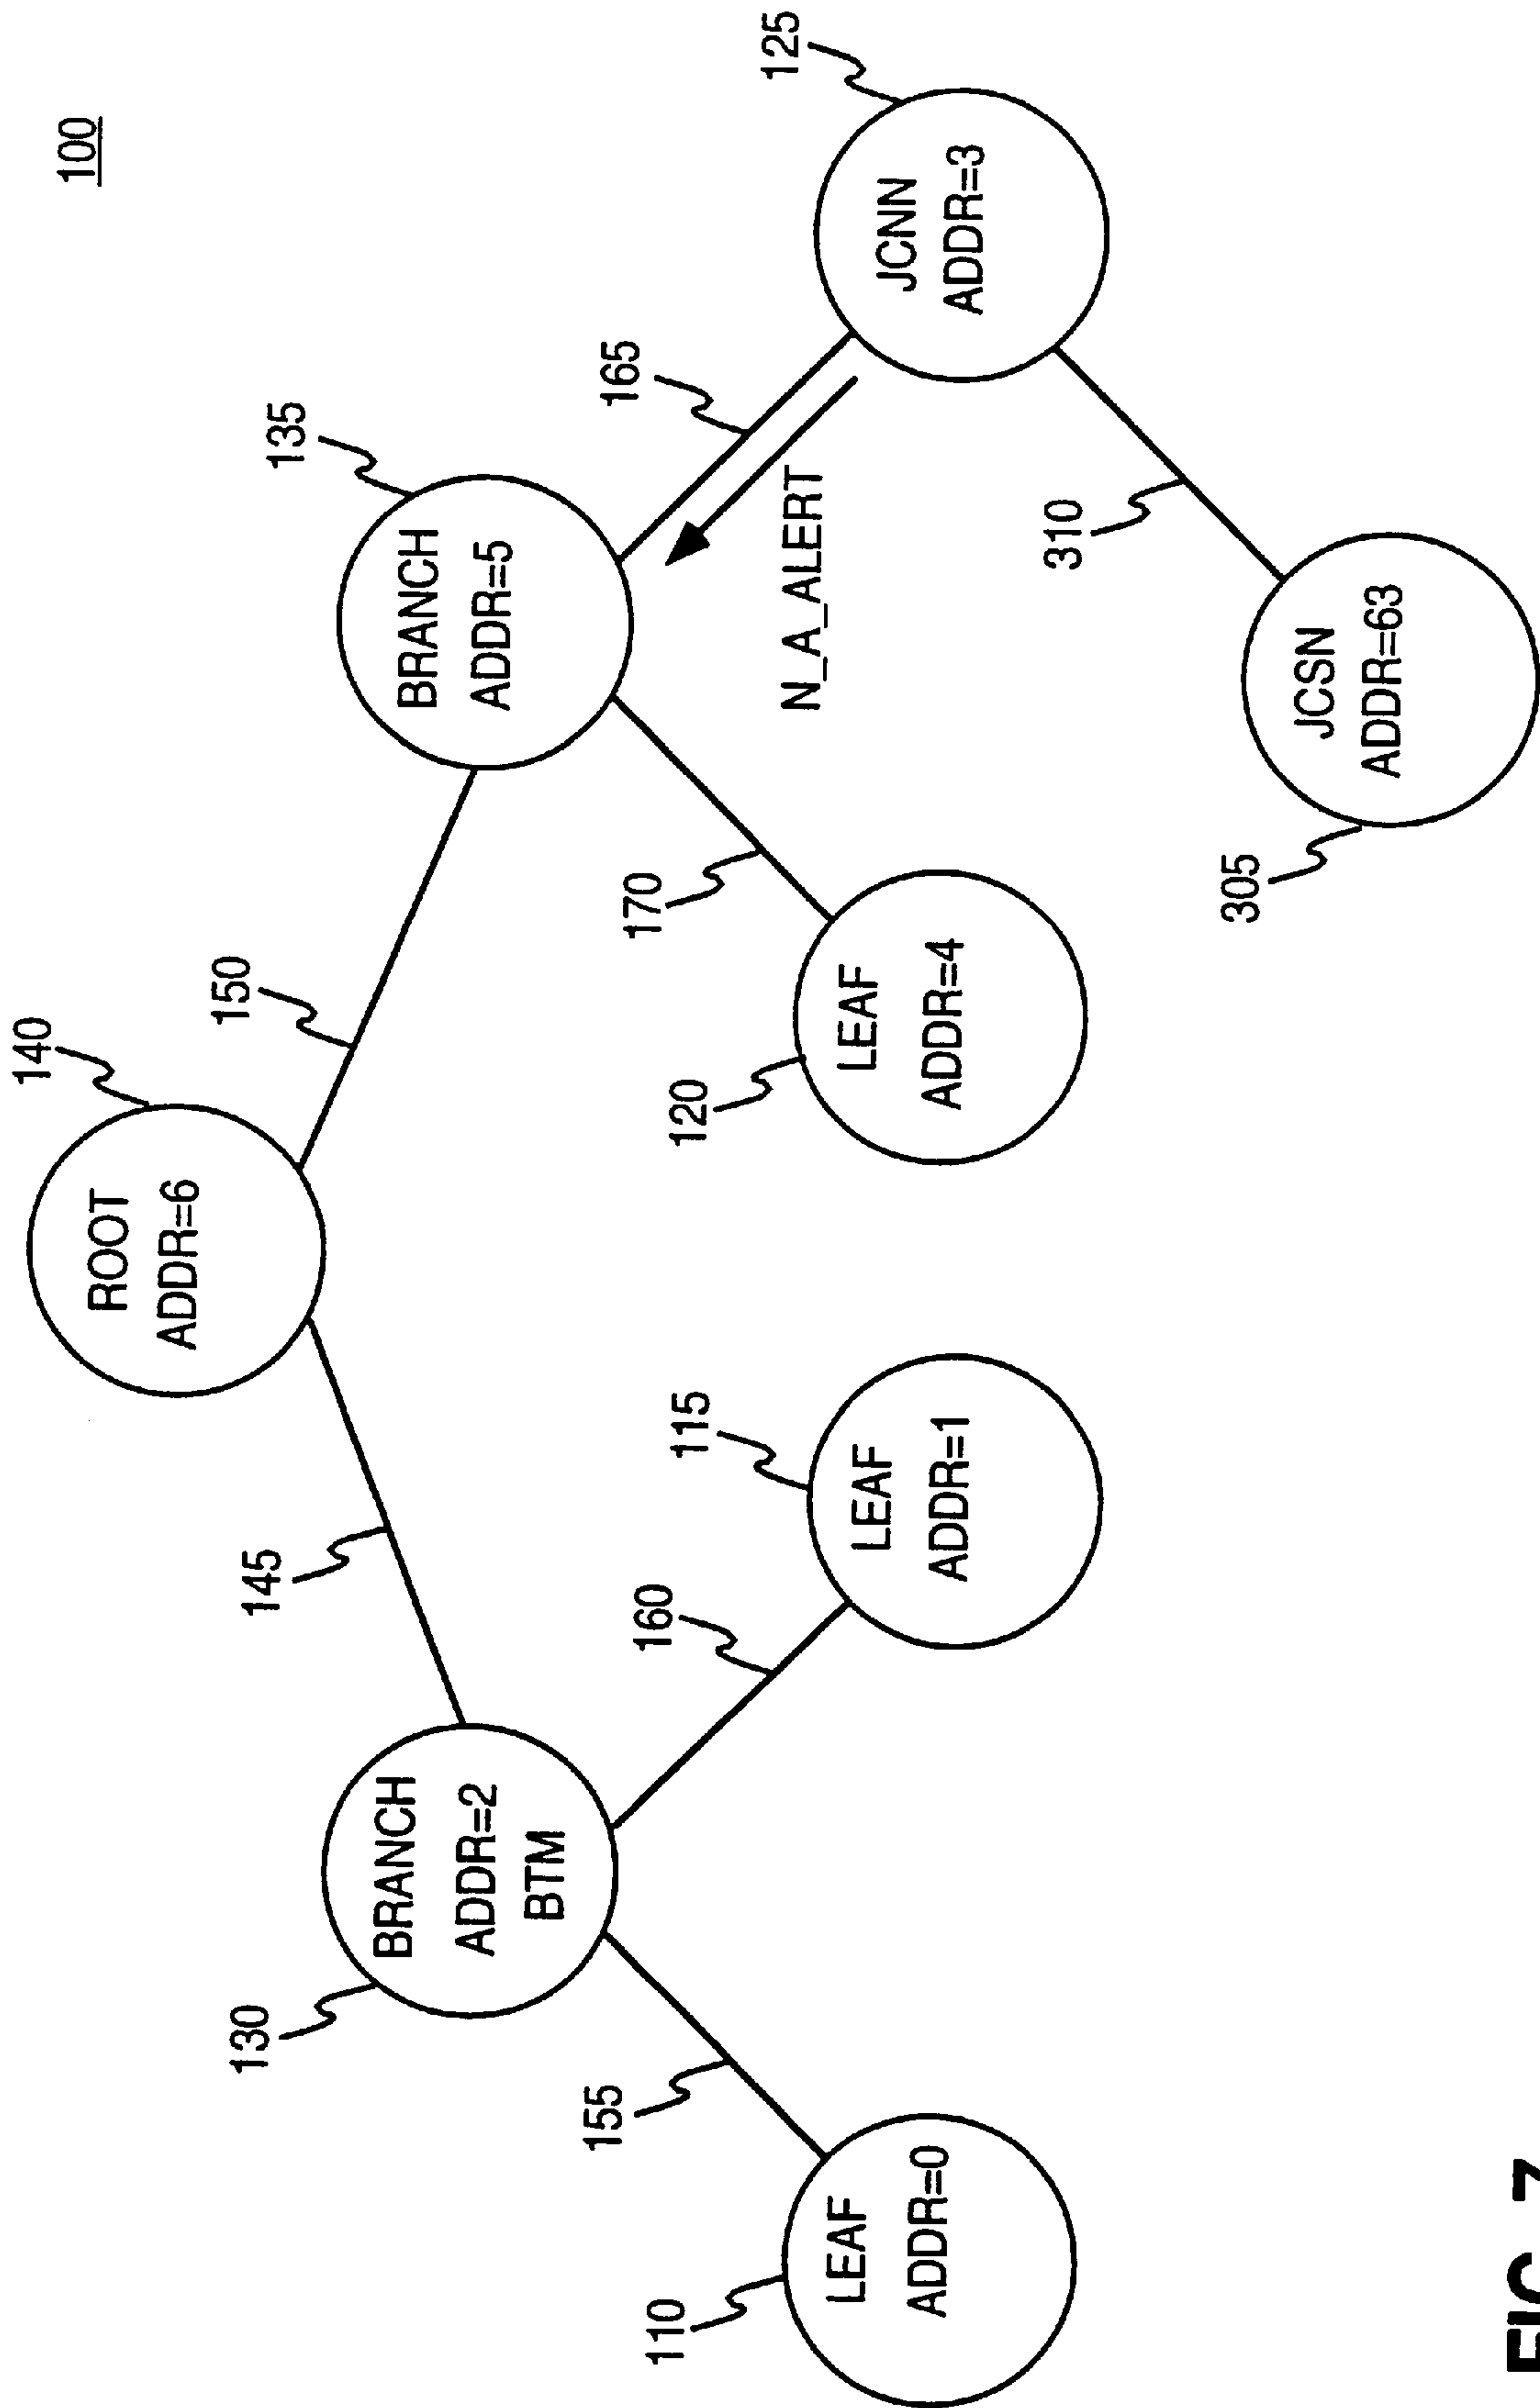 100
140
ROOT
ADDR=6
145
150
130
BRANCH
ADDR=2
BTM
135
BRANCH
ADDR=5
155
160
170
165
N_A_ALERT
110
LEAF
ADDR=0
115
LEAF
ADDR=1
120
LEAF
ADDR=4
125
JCNN
ADDR=3
310
305
JCSN
ADDR=63